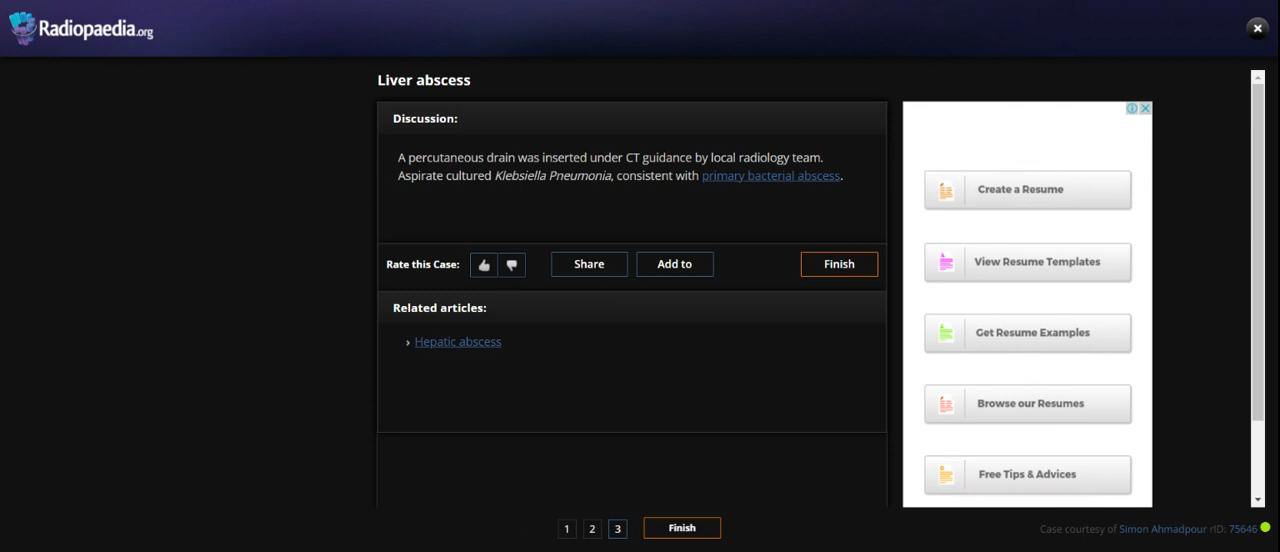 Radiopaedia.org
Liver abscess
Discussion:
A percutaneous drain was inserted under CT guidance by local radiology team.
Aspirate cultured Klebsiella Pneumonia, consistent with primary bacterial abscess.
Rate this Case:
Share
Add to
Finish
Related articles:
› Hepatic abscess
Create a Resume
View Resume Templates
Get Resume Examples
Browse our Resumes
Free Tips & Advices
1 2 3 Finish
Case courtesy of Simon Ahmadpour rID: 75646